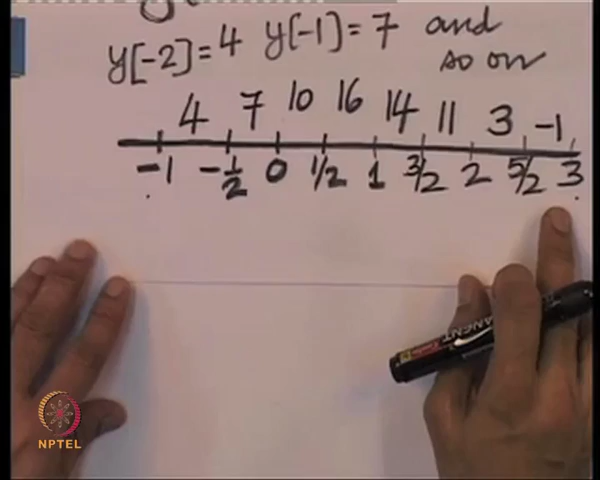 y[-2]=4 y[-1]=7 and
so on
4 7 10 16 14 11 3 -1
-1 -1/2 0 1/2 1 3/2 2 5/2 3
NPTEL